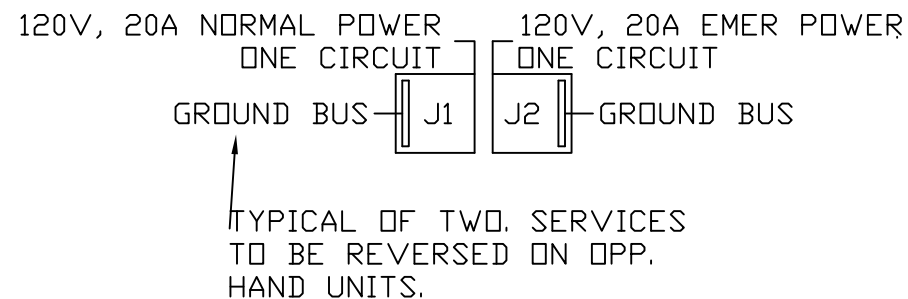 120V, 20A NORMAL POWER
ONE CIRCUIT
120V, 20A EMER POWER
ONE CIRCUIT
GROUND BUS
J1
J2
GROUND BUS
TYPICAL OF TWO. SERVICES
TO BE REVERSED ON OPP.
HAND UNITS.